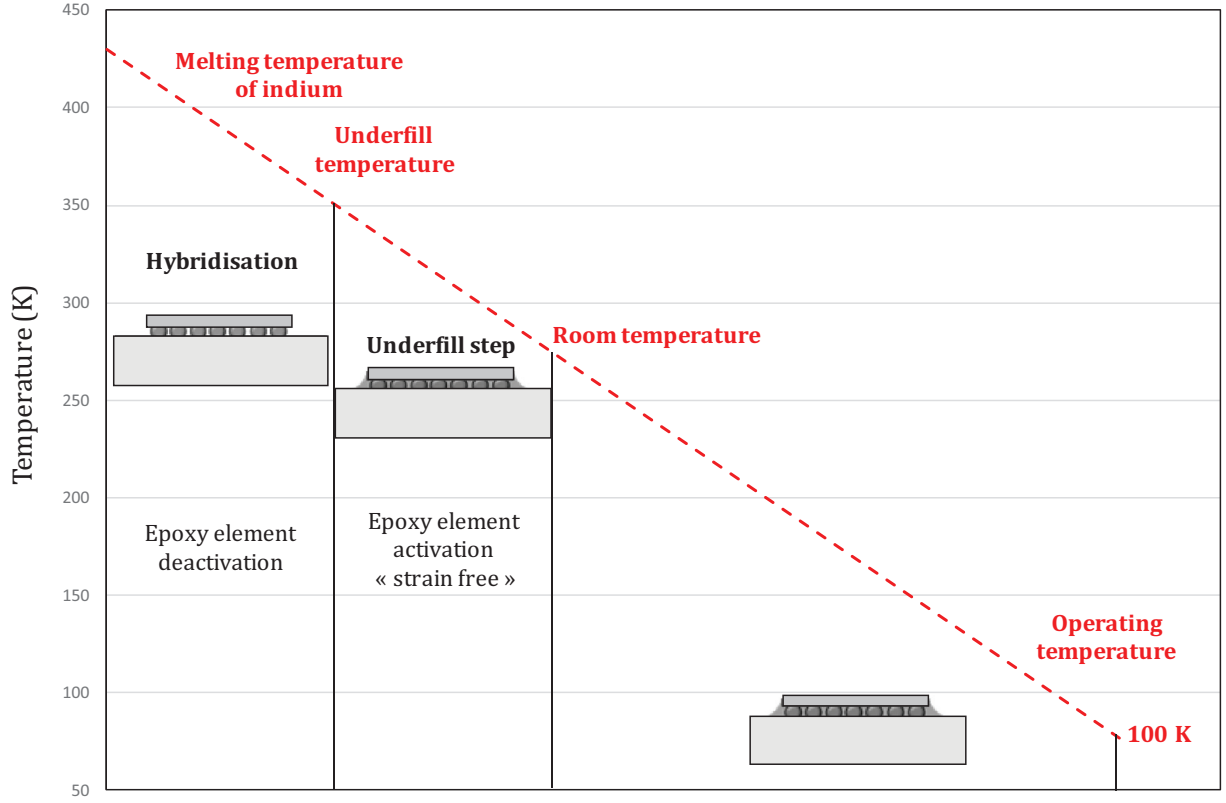 Temperature (K)
450
400
350
300
250
200
150
100
50
Melting temperature
of indium
Underfill
temperature
Hybridisation
Underfill step
Room temperature
Epoxy element
deactivation
Epoxy element
activation
« strain free »
Operating
temperature
100 K